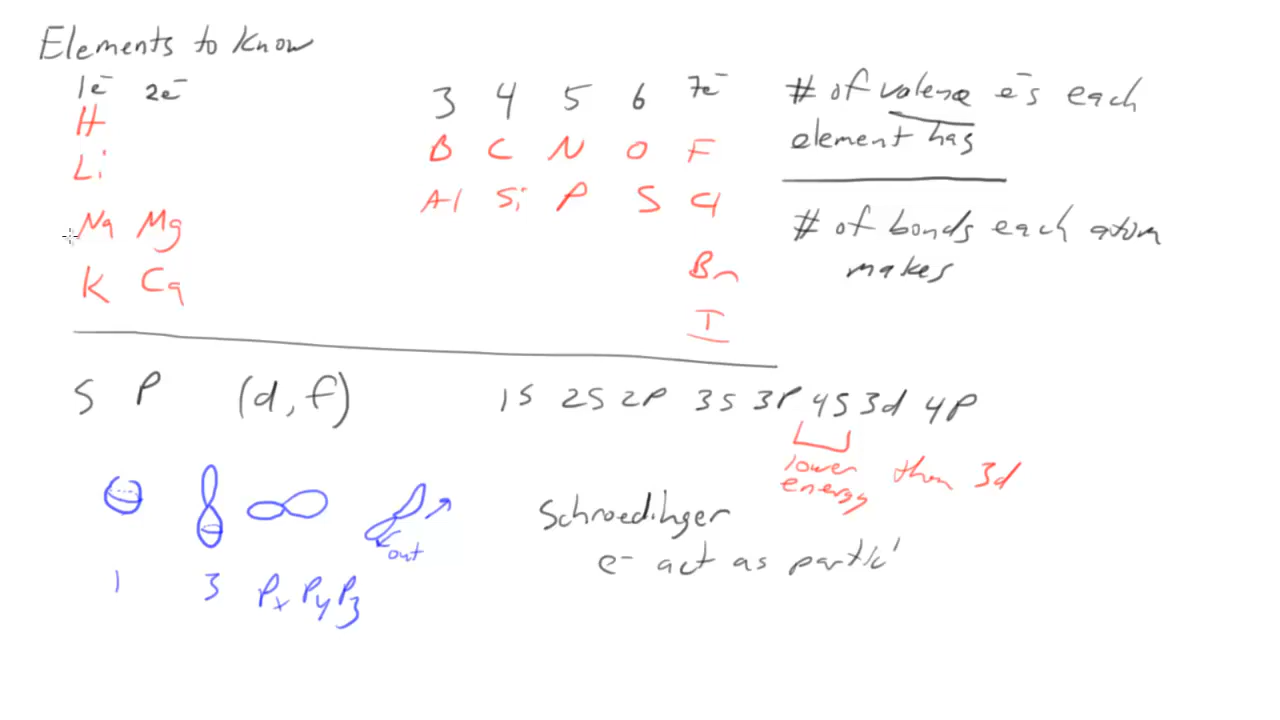 Elements to know
1e⁻ 2e⁻ 3 4 5 6 7e⁻
H
Li B C N O F
Na Mg Al Si P S Cl
K Ca Br
I
# of valence e⁻s each
element has
# of bonds each atom
makes
s p (d, f) 1s 2s 2p 3s 3p 4s 3d 4p
lower than 3d
energy
out
1 3 Px Py Pz
Schroedinger
e⁻ act as partic